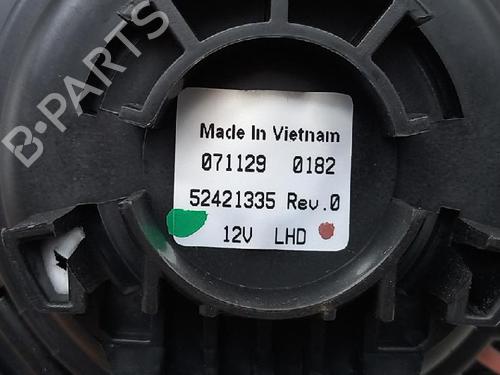 B-PARTS
Made In Vietnam
071129 0182
52421335 Rev.0
12V LHD